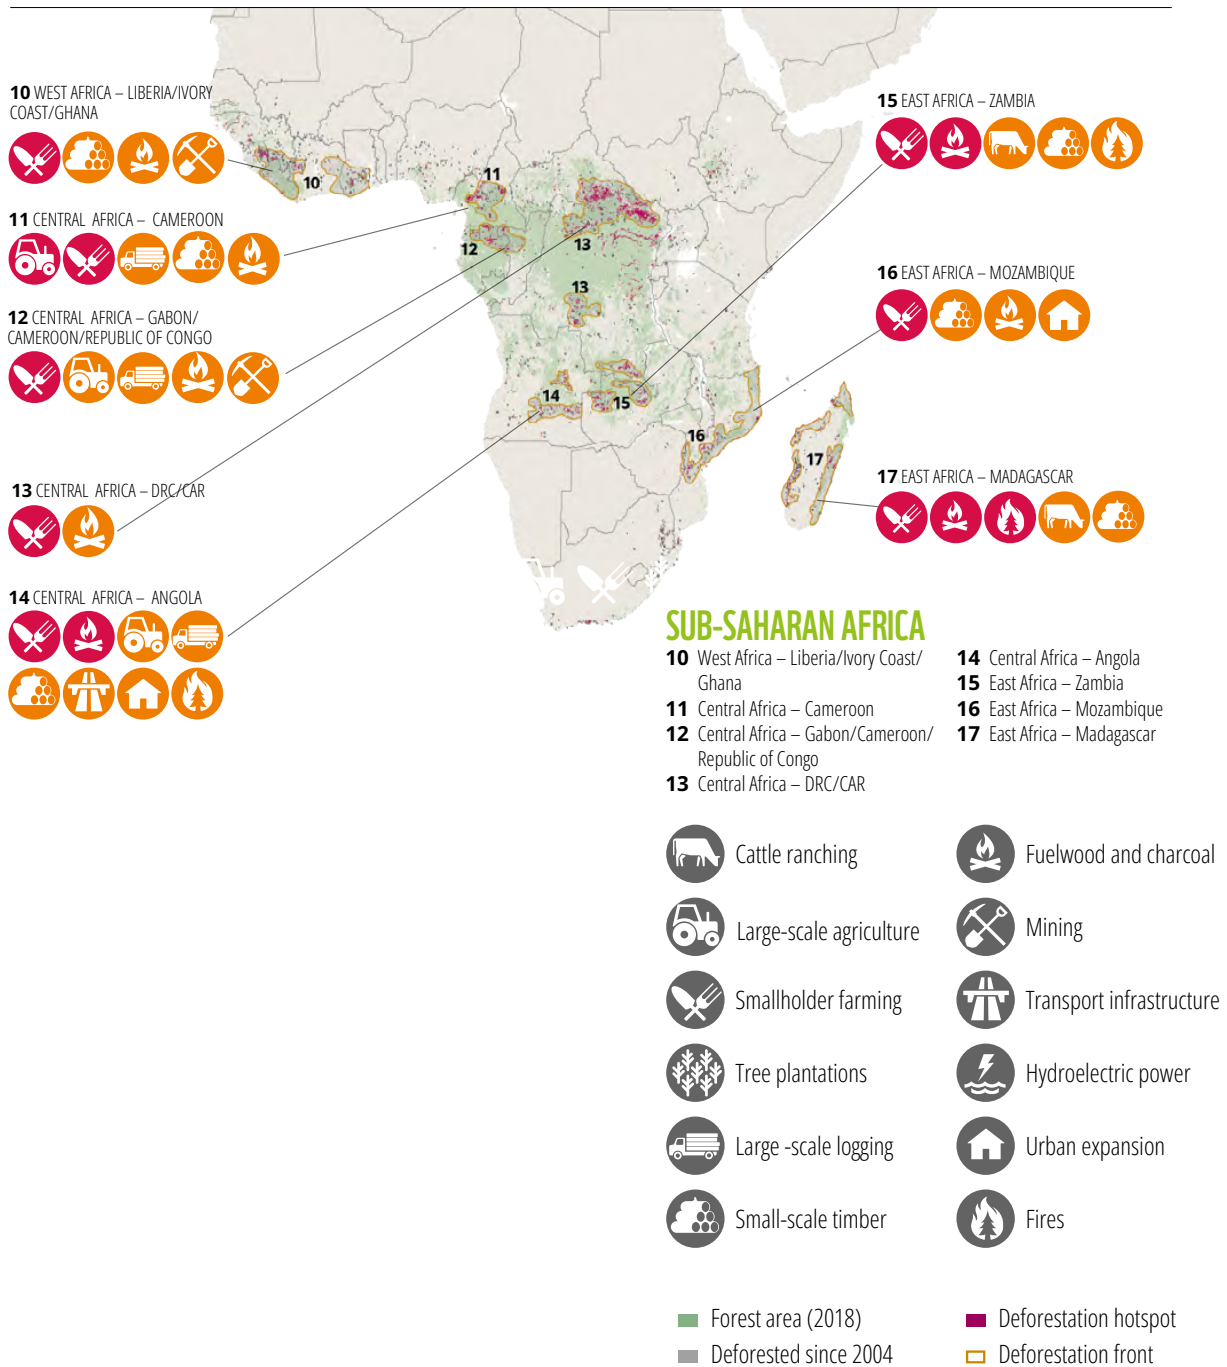 10 WEST AFRICA – LIBERIA/IVORY
COAST/GHANA
11 CENTRAL AFRICA – CAMEROON
12 CENTRAL AFRICA – GABON/
CAMEROON/REPUBLIC OF CONGO
13 CENTRAL AFRICA – DRC/CAR
14 CENTRAL AFRICA – ANGOLA
10
11
12
13
13
14
15
16
17
15 EAST AFRICA – ZAMBIA
16 EAST AFRICA – MOZAMBIQUE
17 EAST AFRICA – MADAGASCAR
SUB-SAHARAN AFRICA
10 West Africa – Liberia/Ivory Coast/
Ghana
11 Central Africa – Cameroon
12 Central Africa – Gabon/Cameroon/
Republic of Congo
13 Central Africa – DRC/CAR
14 Central Africa – Angola
15 East Africa – Zambia
16 East Africa – Mozambique
17 East Africa – Madagascar
Cattle ranching
Large-scale agriculture
Smallholder farming
Tree plantations
Large -scale logging
Small-scale timber
Fuelwood and charcoal
Mining
Transport infrastructure
Hydroelectric power
Urban expansion
Fires
Forest area (2018)
Deforested since 2004
Deforestation hotspot
Deforestation front